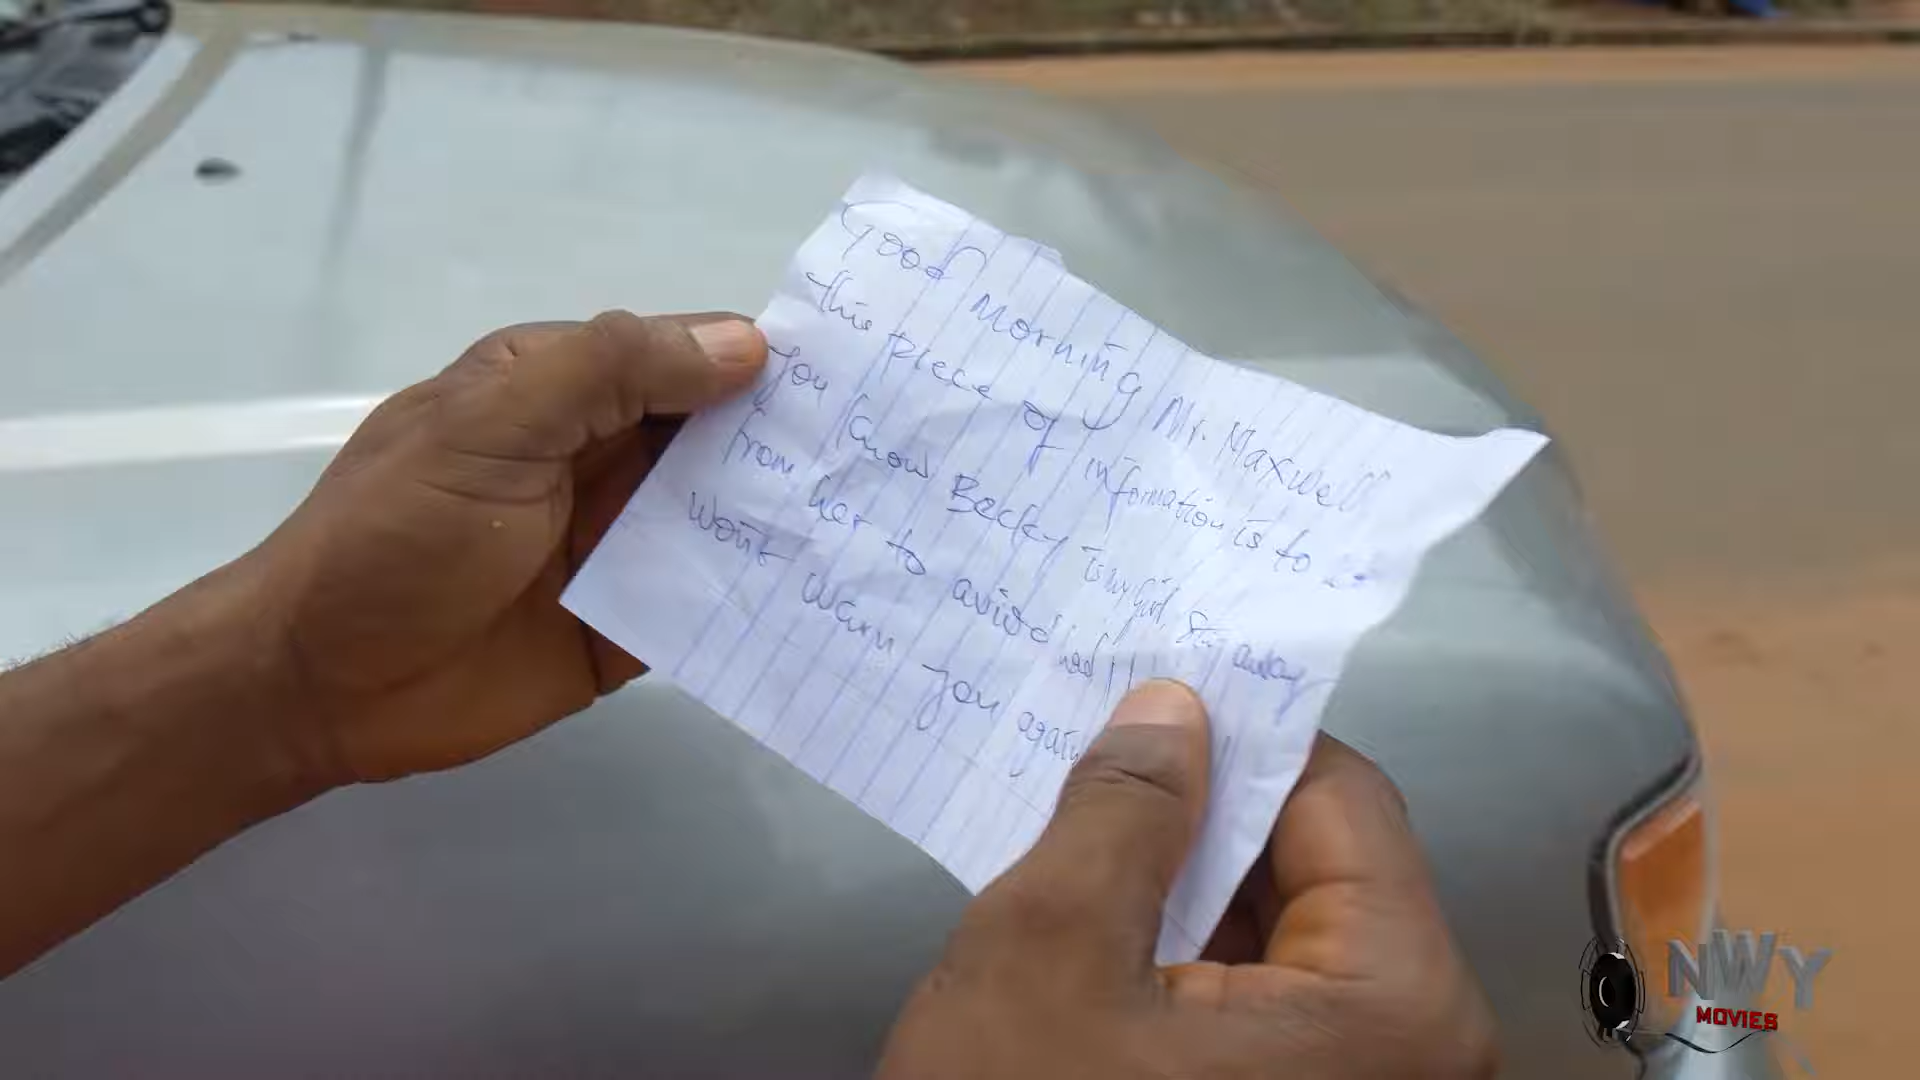 Good Morning Mr. Maxwell
this piece of information is to
you know Becky is my girl, stay away
from her to avoid
wont warn you again
NWY
MOVIES